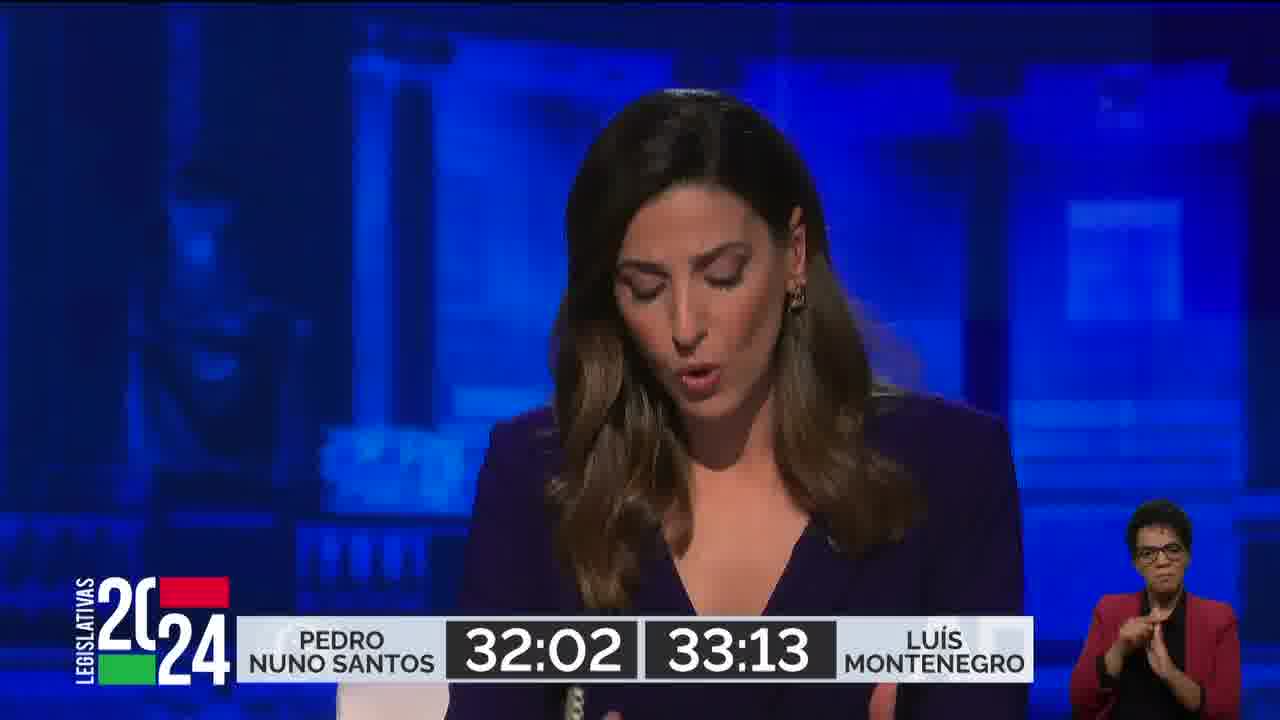 LEGISLATIVAS
2024
PEDRO
NUNO SANTOS
32:02
33:13
LUÍS
MONTENEGRO